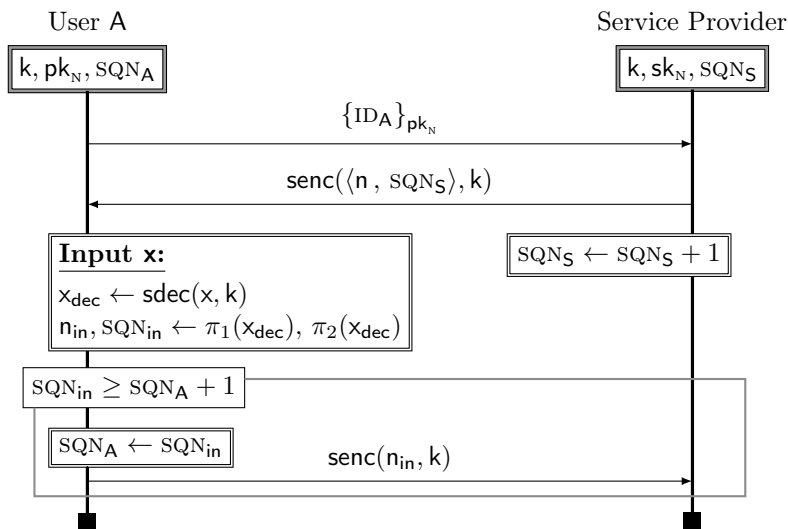 User A
Service Provider
k, pk_N, SQN_A
k, sk_N, SQN_S
{ID_A}_pk_N
senc(⟨n , SQN_S⟩, k)
Input x:
x_dec ← sdec(x, k)
n_in, SQN_in ← π_1(x_dec), π_2(x_dec)
SQN_S ← SQN_S + 1
SQN_in ≥ SQN_A + 1
SQN_A ← SQN_in
senc(n_in, k)